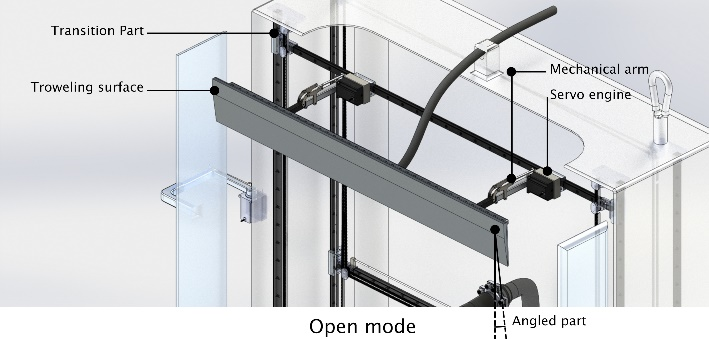 Transition Part
Troweling surface
Mechanical arm
Servo engine
Angled part
Open mode